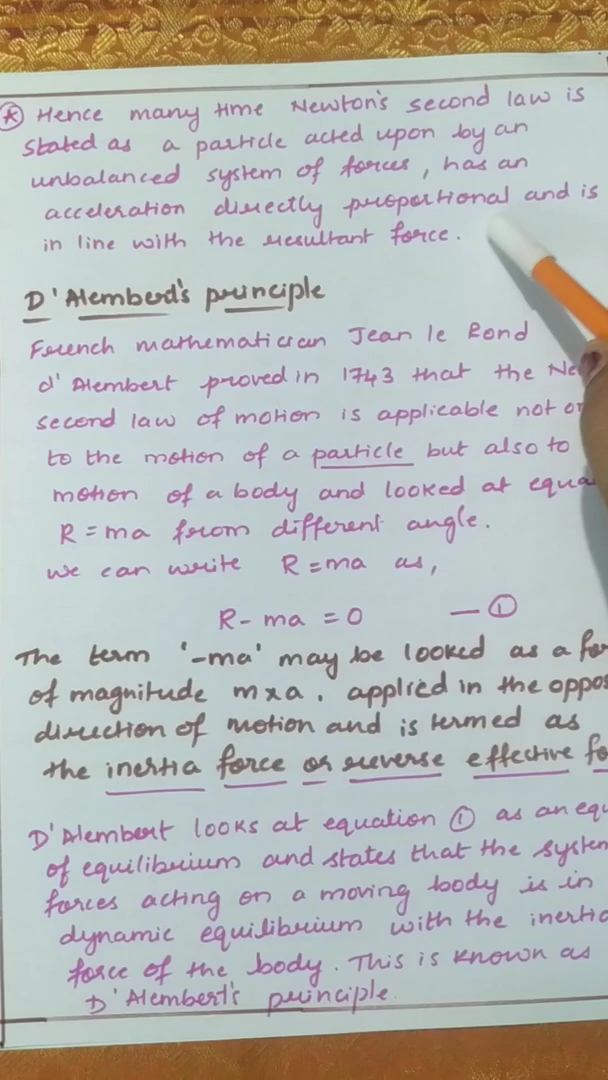 * Hence many time Newton's second law is
stated as a particle acted upon by an
unbalanced system of forces, has an
acceleration directly proportional and is
in line with the resultant force.
D'Alembert's principle
French mathematician Jean le Rond
d'Alembert proved in 1743 that the
second law of motion is applicable not
to the motion of a particle but also to
motion of a body and looked at
R = ma from different angle.
we can write R = ma as,
R - ma = 0 — ①
The term '-ma' may be looked as a
of magnitude m x a, applied in the
direction of motion and is termed as
the inertia force or reverse effective
D'Alembert looks at equation ① as an
of equilibrium and states that the system
forces acting on a moving body is in
dynamic equilibrium with the inertia
force of the body. This is known as
D'Alembert's principle.